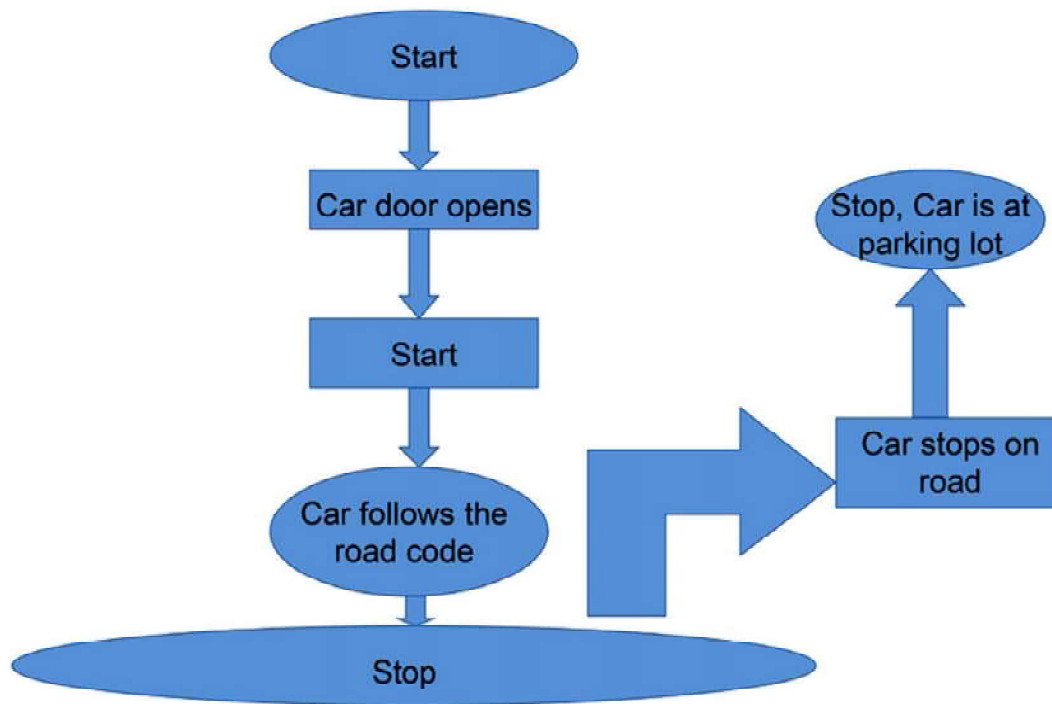 Start
Car door opens
Start
Car follows the
road code
Stop
Car stops on
road
Stop, Car is at
parking lot